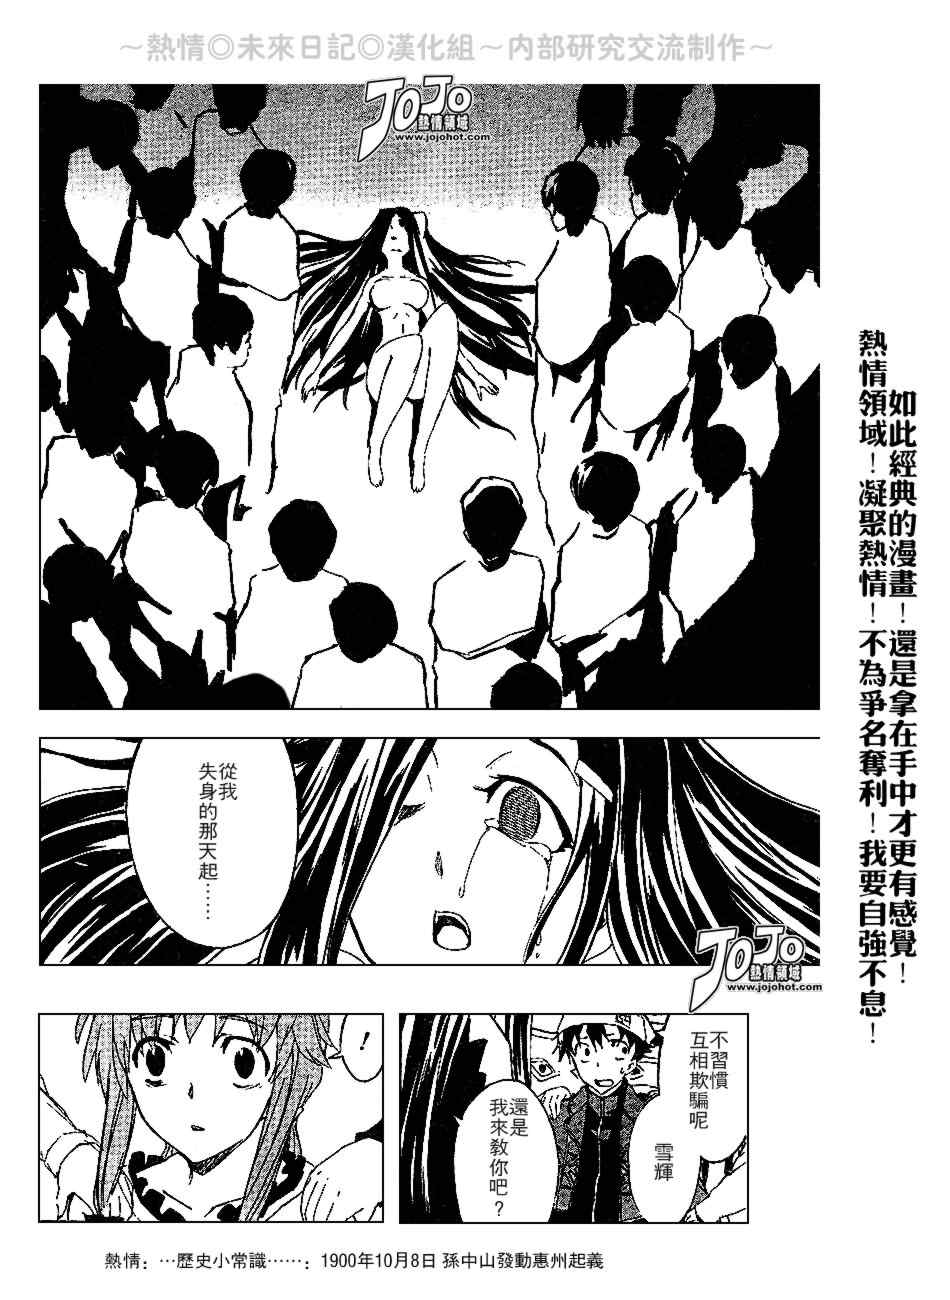 ～熱情◎未來日記◎漢化組～内部研究交流制作～
JOJO
熱情領域
www.jojohot.com
如此經典的漫畫！還是拿在手中才更有感覺！
熱情領域！凝聚熱情！不為爭名奪利！我要自強不息！
從我
失身的那天起……
JOJO
熱情領域
www.jojohot.com
不習慣
互相欺騙呢
雪輝
還是
我來教你吧？
！
熱情：…歷史小常識……：1900年10月8日 孫中山發動惠州起義